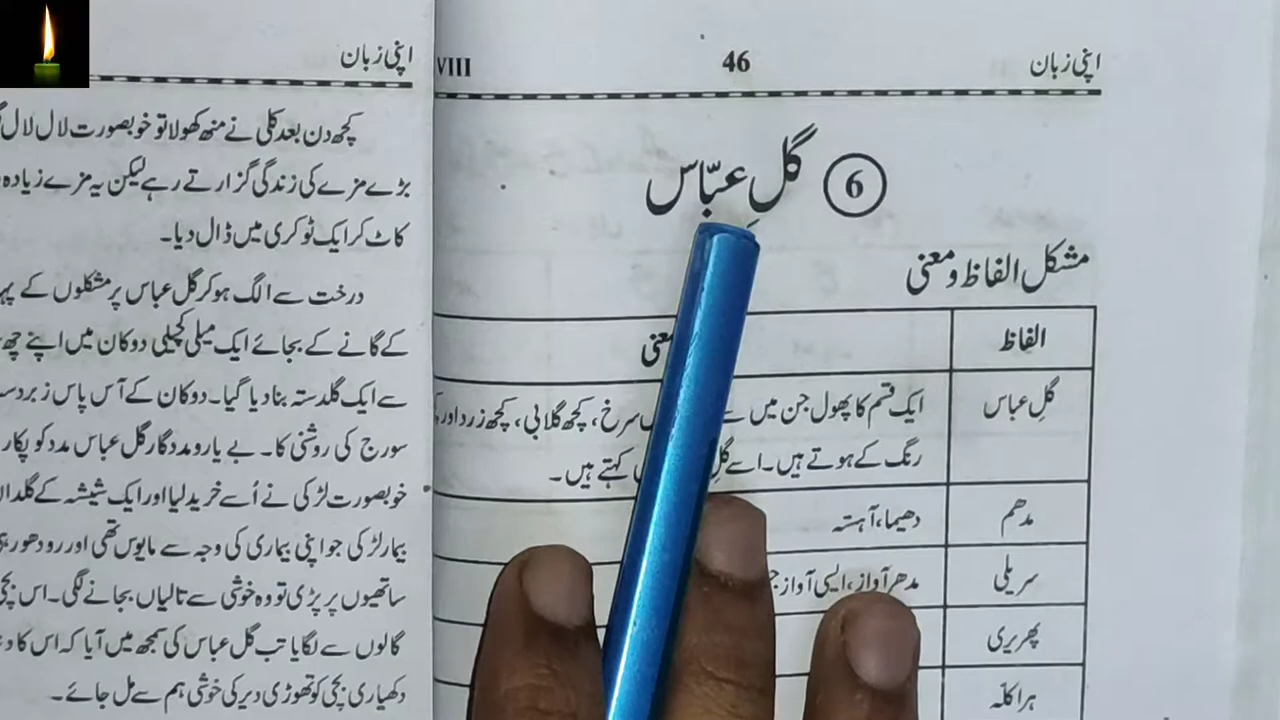 اپنی زبان
46
VIII
6 گلِ عبّاس
مشکل الفاظ و معنی
الفاظ
معنی
گلِ عباس
ایک قسم کا پھول جن میں سے سرخ، کچھ گلابی، کچھ زرد اور
رنگ کے ہوتے ہیں۔ اسے گلِ کہتے ہیں۔
مدھم
دھیما، آہستہ
سریلی
مدھر آواز، ایسی آواز
پھریری
ہرا کلّہ
اپنی زبان
کچھ دن بعد کلی نے منھ کھولا تو خوبصورت لال لال
بڑے مزے کی زندگی گزارتے رہے لیکن یہ مزے زیادہ
کاٹ کر ایک ٹوکری میں ڈال دیا۔
درخت سے الگ ہو کر گل عباس پر مشکلوں کے
کے گانے کے بجائے ایک میلی کچیلی دوکان میں اپنے
سے ایک گلدستہ بنا دیا گیا۔ دوکان کے آس پاس
سورج کی روشنی کا۔ بے یار و مددگار گل عباس مدد کو پکار
خوبصورت لڑکی نے اُسے خرید لیا اور ایک شیشہ کے
بیمار لڑکی جو اپنی بیماری کی وجہ سے مایوس تھی اور رو دھو
ساتھیوں پر پڑی تو وہ خوشی سے تالیاں بجانے لگی۔ اس
گالوں سے لگایا تب گل عباس کی سمجھ میں آیا کہ اس کا
دکھیاری بچی کو تھوڑی دیر کی خوشی ہم سے مل جائے۔